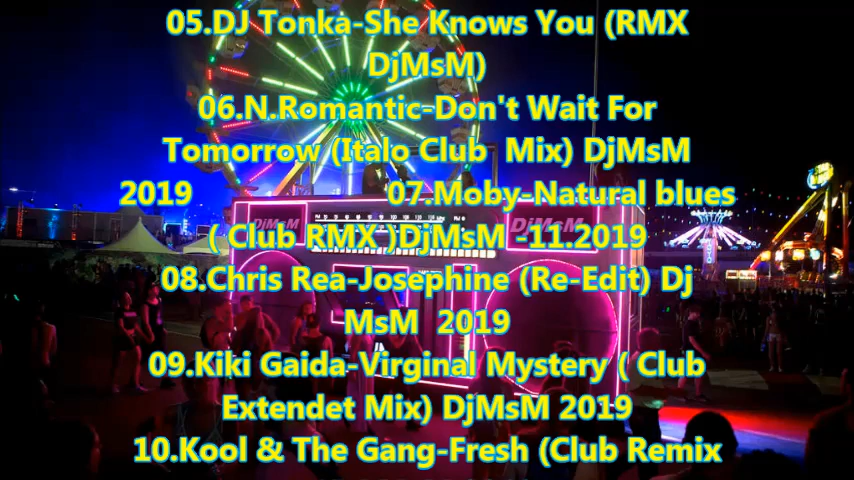 05.DJ Tonka-She Knows You (RMX
DjMsM)
06.N.Romantic-Don't Wait For
Tomorrow (Italo Club  Mix) DjMsM
2019 07.Moby-Natural blues
( Club RMX )DjMsM -11.2019
08.Chris Rea-Josephine (Re-Edit) Dj
MsM  2019
09.Kiki Gaida-Virginal Mystery ( Club
Extendet Mix) DjMsM 2019
10.Kool & The Gang-Fresh (Club Remix
DjMsM
DjMsM